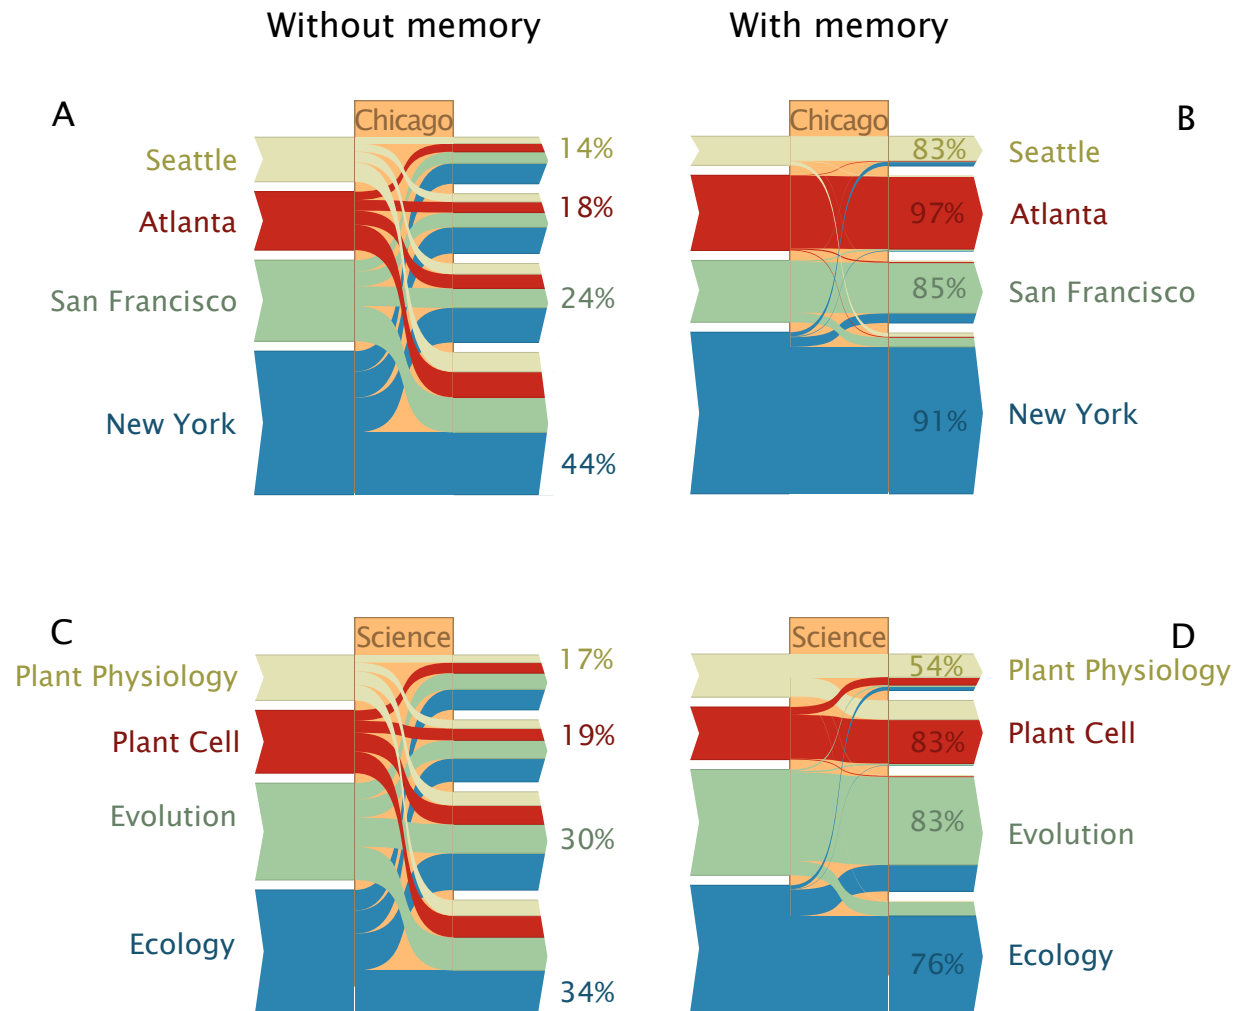 Without memory
With memory
A
Chicago
Seattle
Atlanta
San Francisco
New York
14%
18%
24%
44%
B
Chicago
83%
97%
85%
91%
Seattle
Atlanta
San Francisco
New York
C
Science
Plant Physiology
Plant Cell
Evolution
Ecology
17%
19%
30%
34%
D
Science
54%
83%
83%
76%
Plant Physiology
Plant Cell
Evolution
Ecology